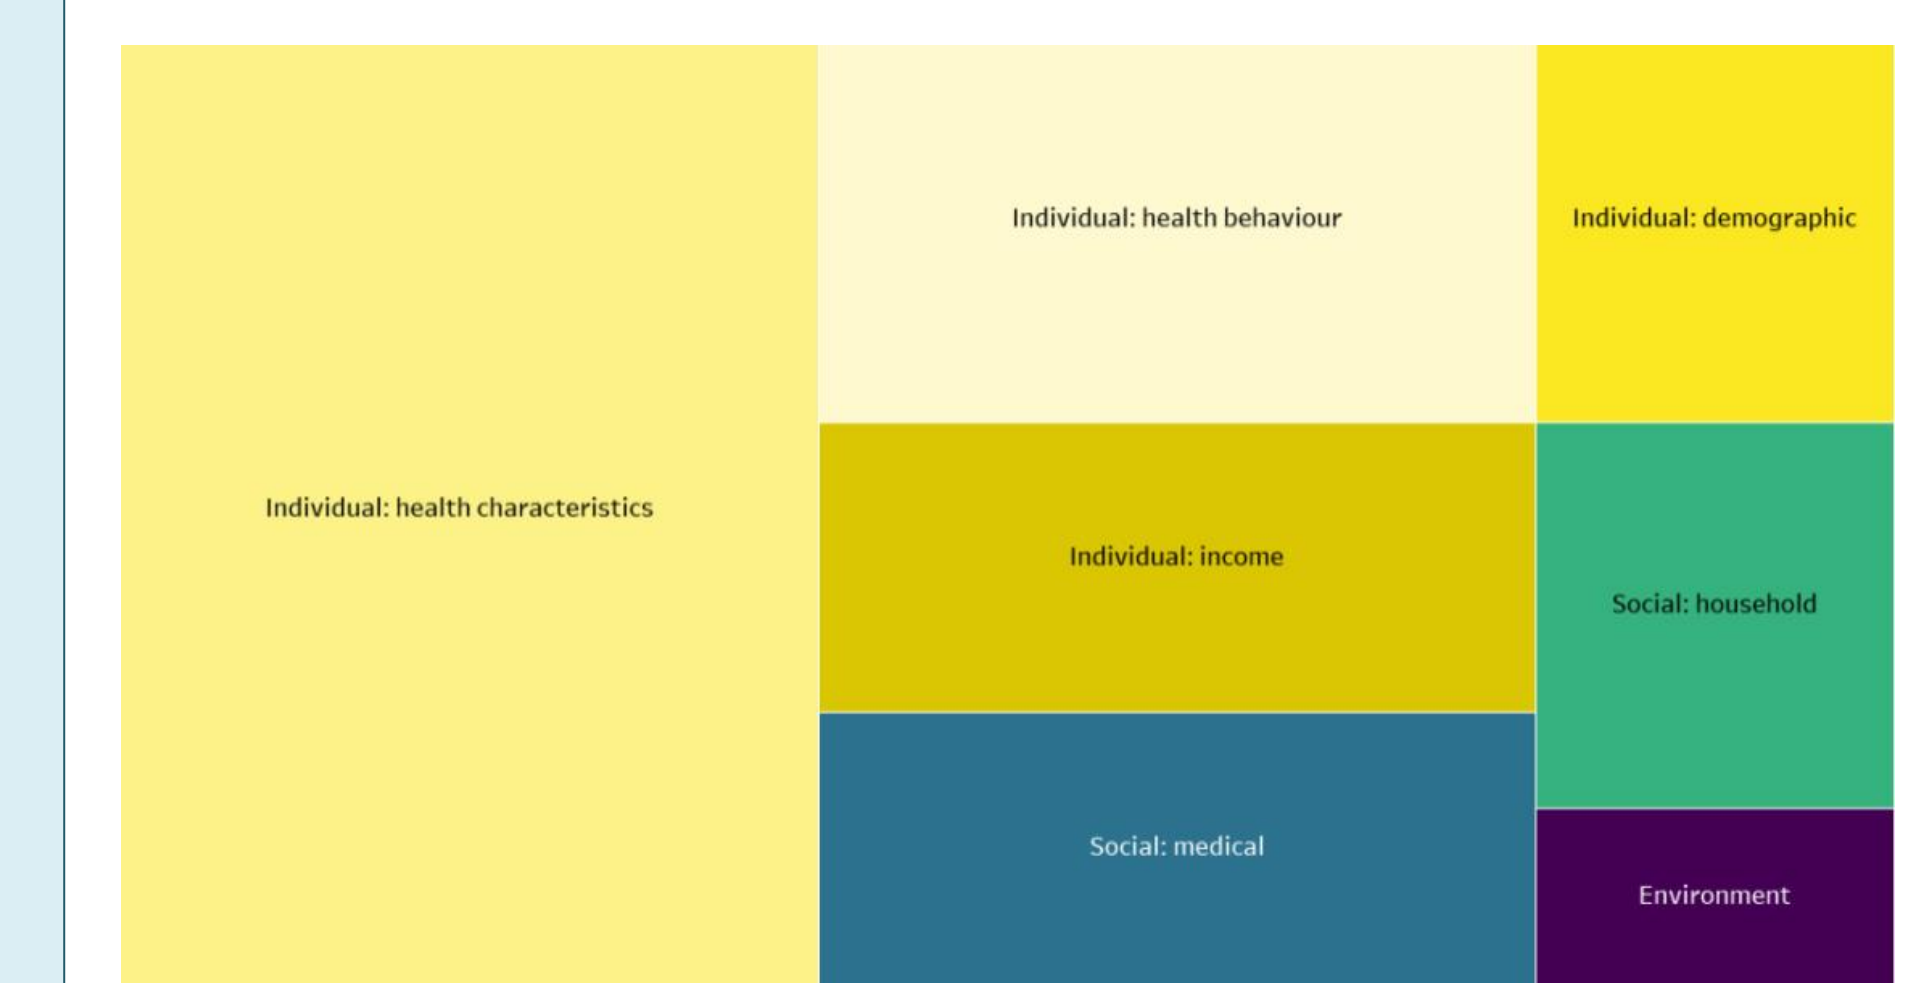 Individual: health characteristics
Individual: health behaviour
Individual: income
Social: medical
Individual: demographic
Social: household
Environment